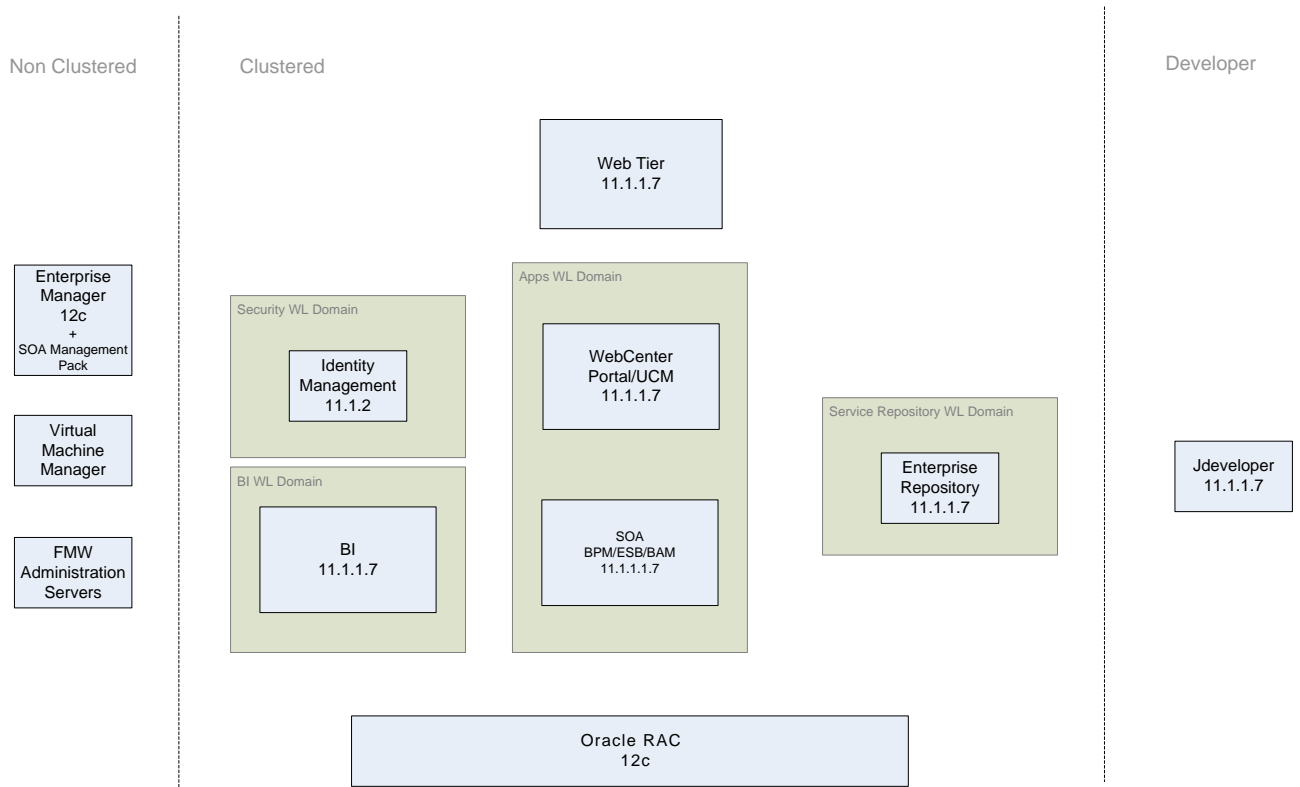 Non Clustered
Clustered
Developer
Web Tier
11.1.1.7
Enterprise
Manager
12c
+
SOA Management
Pack
Virtual
Machine
Manager
FMW
Administration
Servers
Security WL Domain
Identity
Management
11.1.2
BI WL Domain
BI
11.1.1.7
Apps WL Domain
WebCenter
Portal/UCM
11.1.1.7
SOA
BPM/ESB/BAM
11.1.1.1.7
Service Repository WL Domain
Enterprise
Repository
11.1.1.7
Jdeveloper
11.1.1.7
Oracle RAC
12c